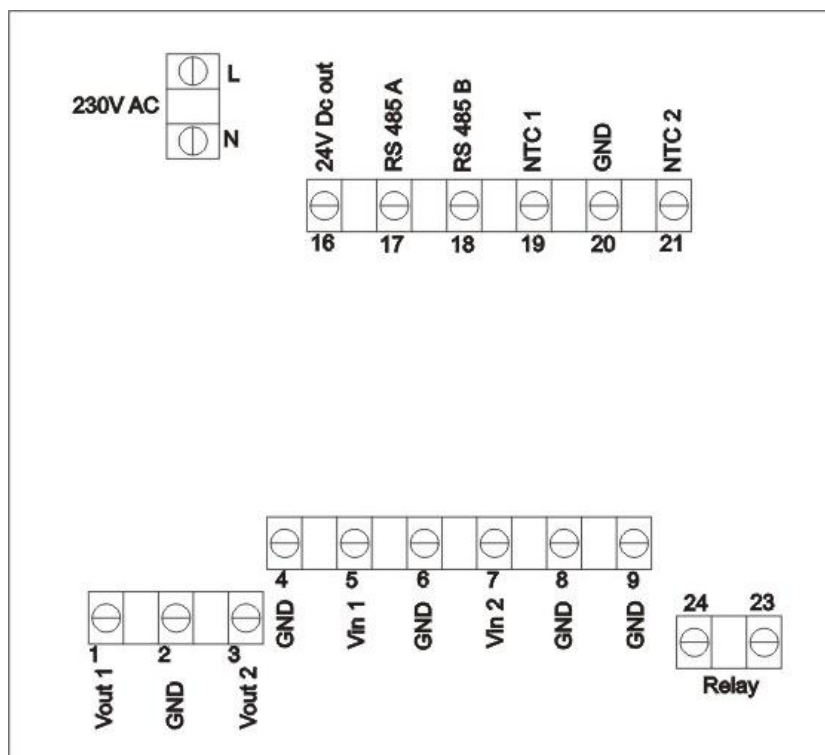 L
230V AC
N
24V Dc out
RS 485 A
RS 485 B
NTC 1
GND
NTC 2
16 17 18 19 20 21
4 5 6 7 8 9
GND
Vin 1
GND
VIn 2
GND
GND
1 2 3
Vout 1
GND
Vout 2
24 23
Relay